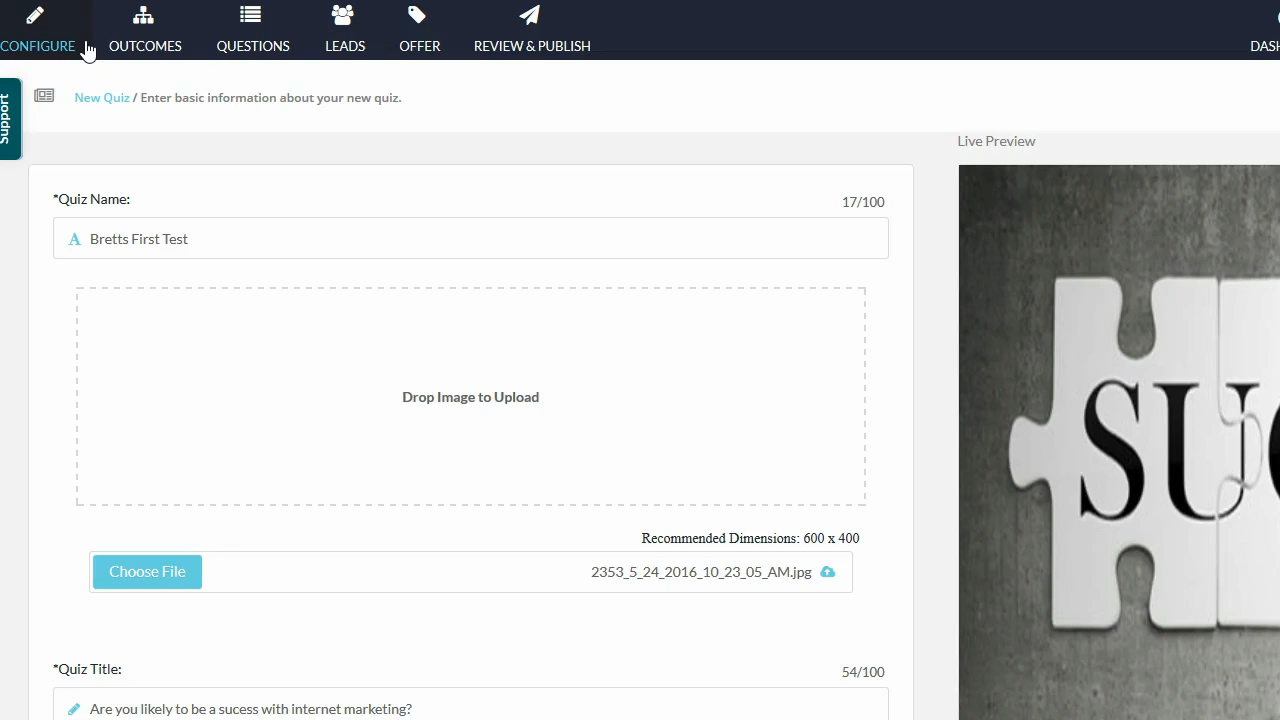 CONFIGURE OUTCOMES QUESTIONS LEADS OFFER REVIEW & PUBLISH
Support
New Quiz / Enter basic information about your new quiz.
Live Preview
*Quiz Name:
17/100
A Bretts First Test
Drop Image to Upload
Recommended Dimensions: 600 x 400
Choose File 2353_5_24_2016_10_23_05_AM.jpg
*Quiz Title:
54/100
Are you likely to be a sucess with internet marketing?
SU